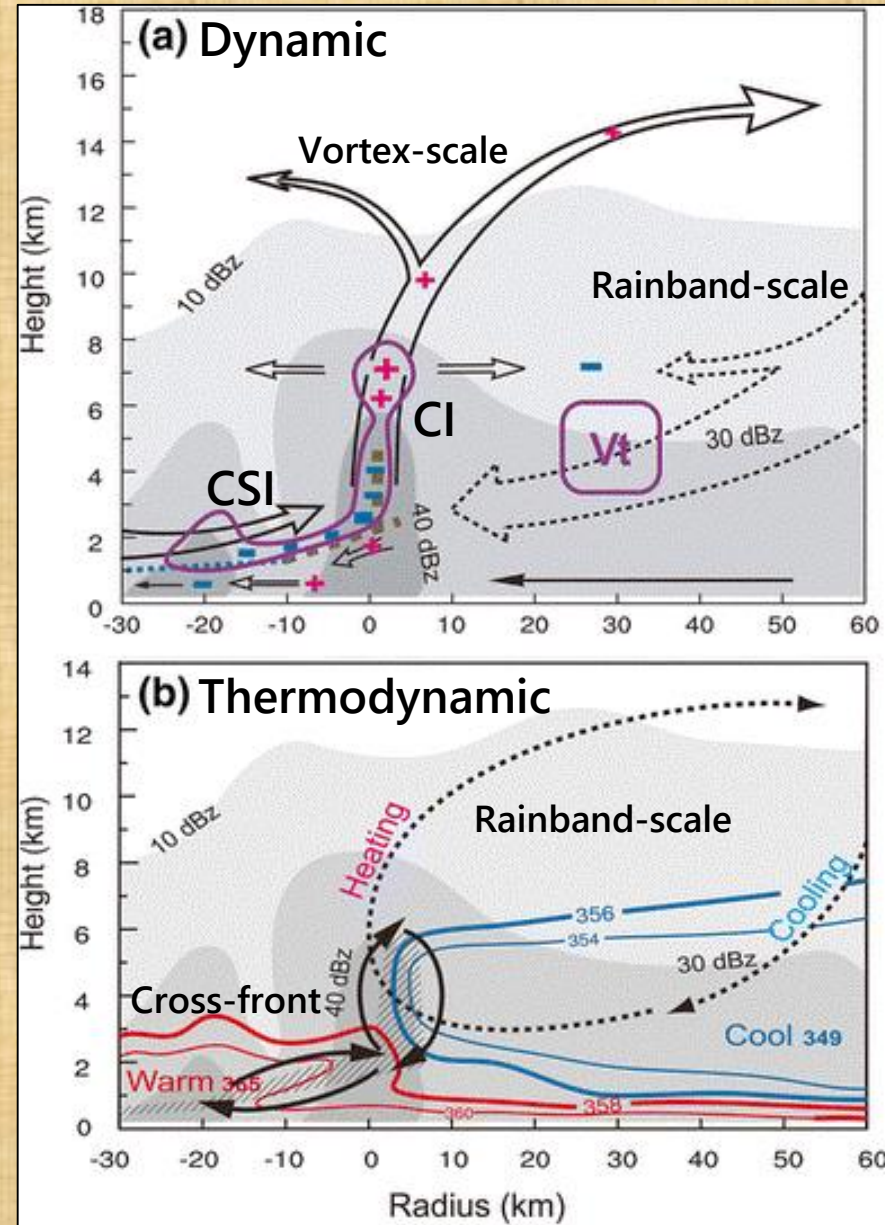 (a) Dynamic
18
16
14
12
10
8
6
4
2
0
Height (km)
Vortex-scale
10 dBz
Rainband-scale
CI
CSI
Vt
30 dBz
40 dBz
+
+
+
+
+
+
-30 -20 -10 0 10 20 30 40 50 60
(b) Thermodynamic
14
12
10
8
6
4
2
0
Height (km)
10 dBz
Heating
Rainband-scale
Cooling
356
354
30 dBz
40 dBz
Cross-front
Cool 349
Warm 365
360
358
-30 -20 -10 0 10 20 30 40 50 60
Radius (km)